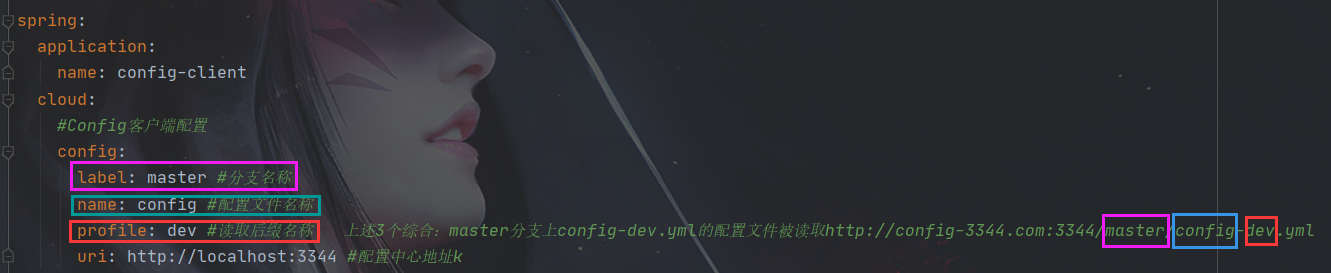 spring:
application:
name: config-client
cloud:
#Config客户端配置
config:
label: master #分支名称
name: config #配置文件名称
profile: dev #读取后缀名称 上述3个综合：master分支上config-dev.yml的配置文件被读取http://config-3344.com:3344/master/config-dev.yml
uri: http://localhost:3344 #配置中心地址k